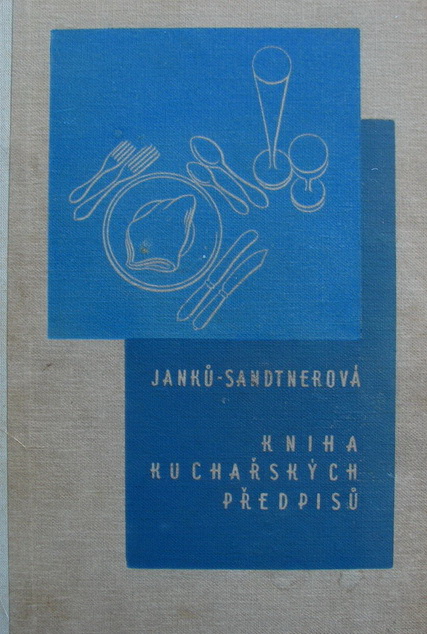 JANKŮ-SANDTNEROVÁ
KNIHA
KUCHAŘSKÝCH
PŘEDPISŮ